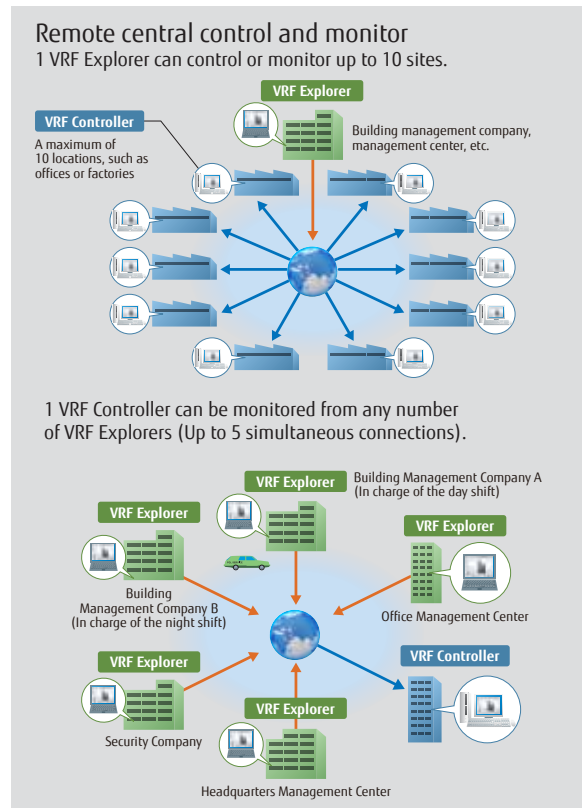 Remote central control and monitor
1 VRF Explorer can control or monitor up to 10 sites.
VRF Explorer
VRF Controller
A maximum of
10 locations, such as
offices or factories
Building management company,
management center, etc.
1 VRF Controller can be monitored from any number
of VRF Explorers (Up to 5 simultaneous connections).
VRF Explorer
Building Management Company A
(In charge of the day shift)
VRF Explorer
Building
Management Company B
(In charge of the night shift)
VRF Explorer
Office Management Center
VRF Explorer
Security Company
VRF Controller
VRF Explorer
Headquarters Management Center